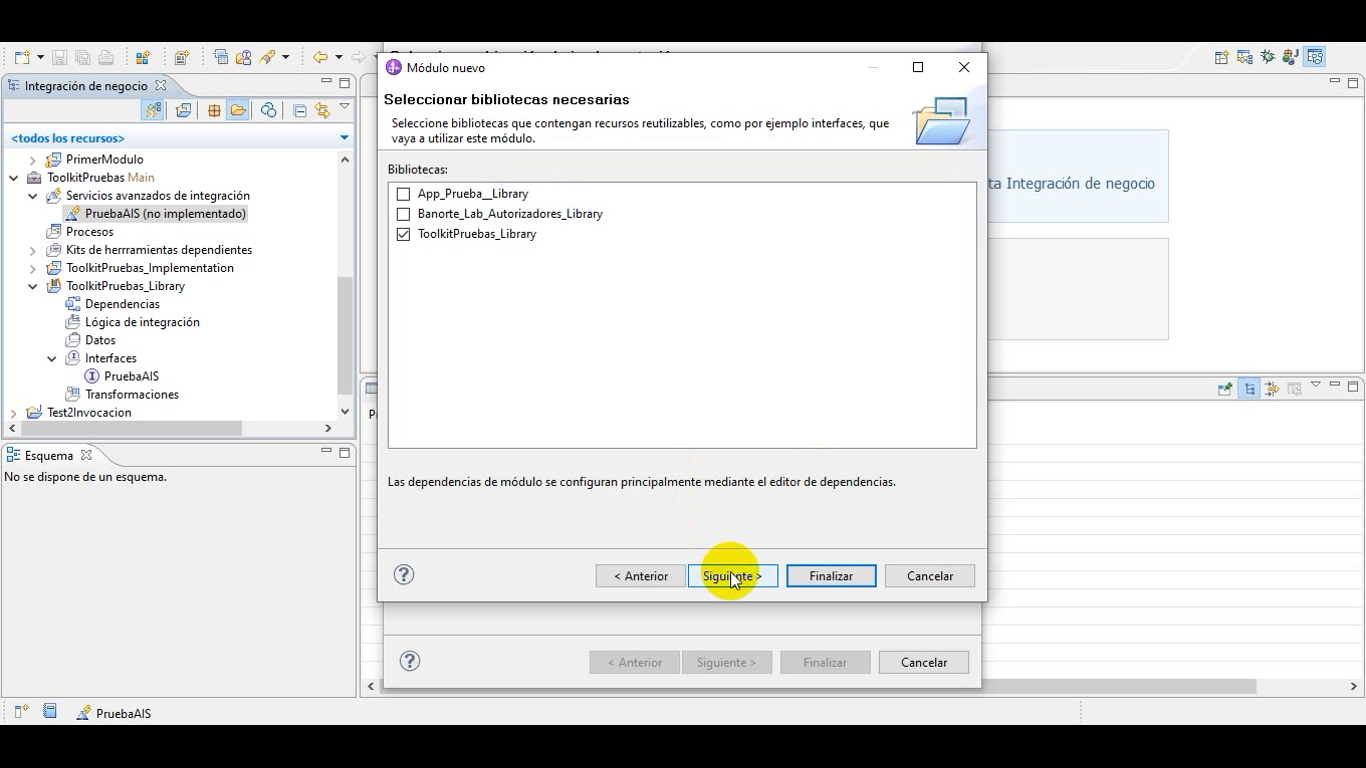 Módulo nuevo
Integración de negocio
Seleccionar bibliotecas necesarias
Seleccione bibliotecas que contengan recursos reutilizables, como por ejemplo interfaces, que
vaya a utilizar este módulo.
<todos los recursos>
PrimerModulo
ToolkitPruebas Main
Servicios avanzados de integración
PruebaAIS (no implementado)
Procesos
Kits de herrramientas dependientes
ToolkitPruebas_Implementation
ToolkitPruebas_Library
Dependencias
Lógica de integración
Datos
Interfaces
PruebaAIS
Transformaciones
Test2Invocacion
Bibliotecas:
App_Prueba__Library
Banorte_Lab_Autorizadores_Library
ToolkitPruebas_Library
ta Integración de negocio
Las dependencias de módulo se configuran principalmente mediante el editor de dependencias.
Esquema
No se dispone de un esquema.
< Anterior
Siguiente >
Finalizar
Cancelar
< Anterior
Siguiente >
Finalizar
Cancelar
PruebaAIS